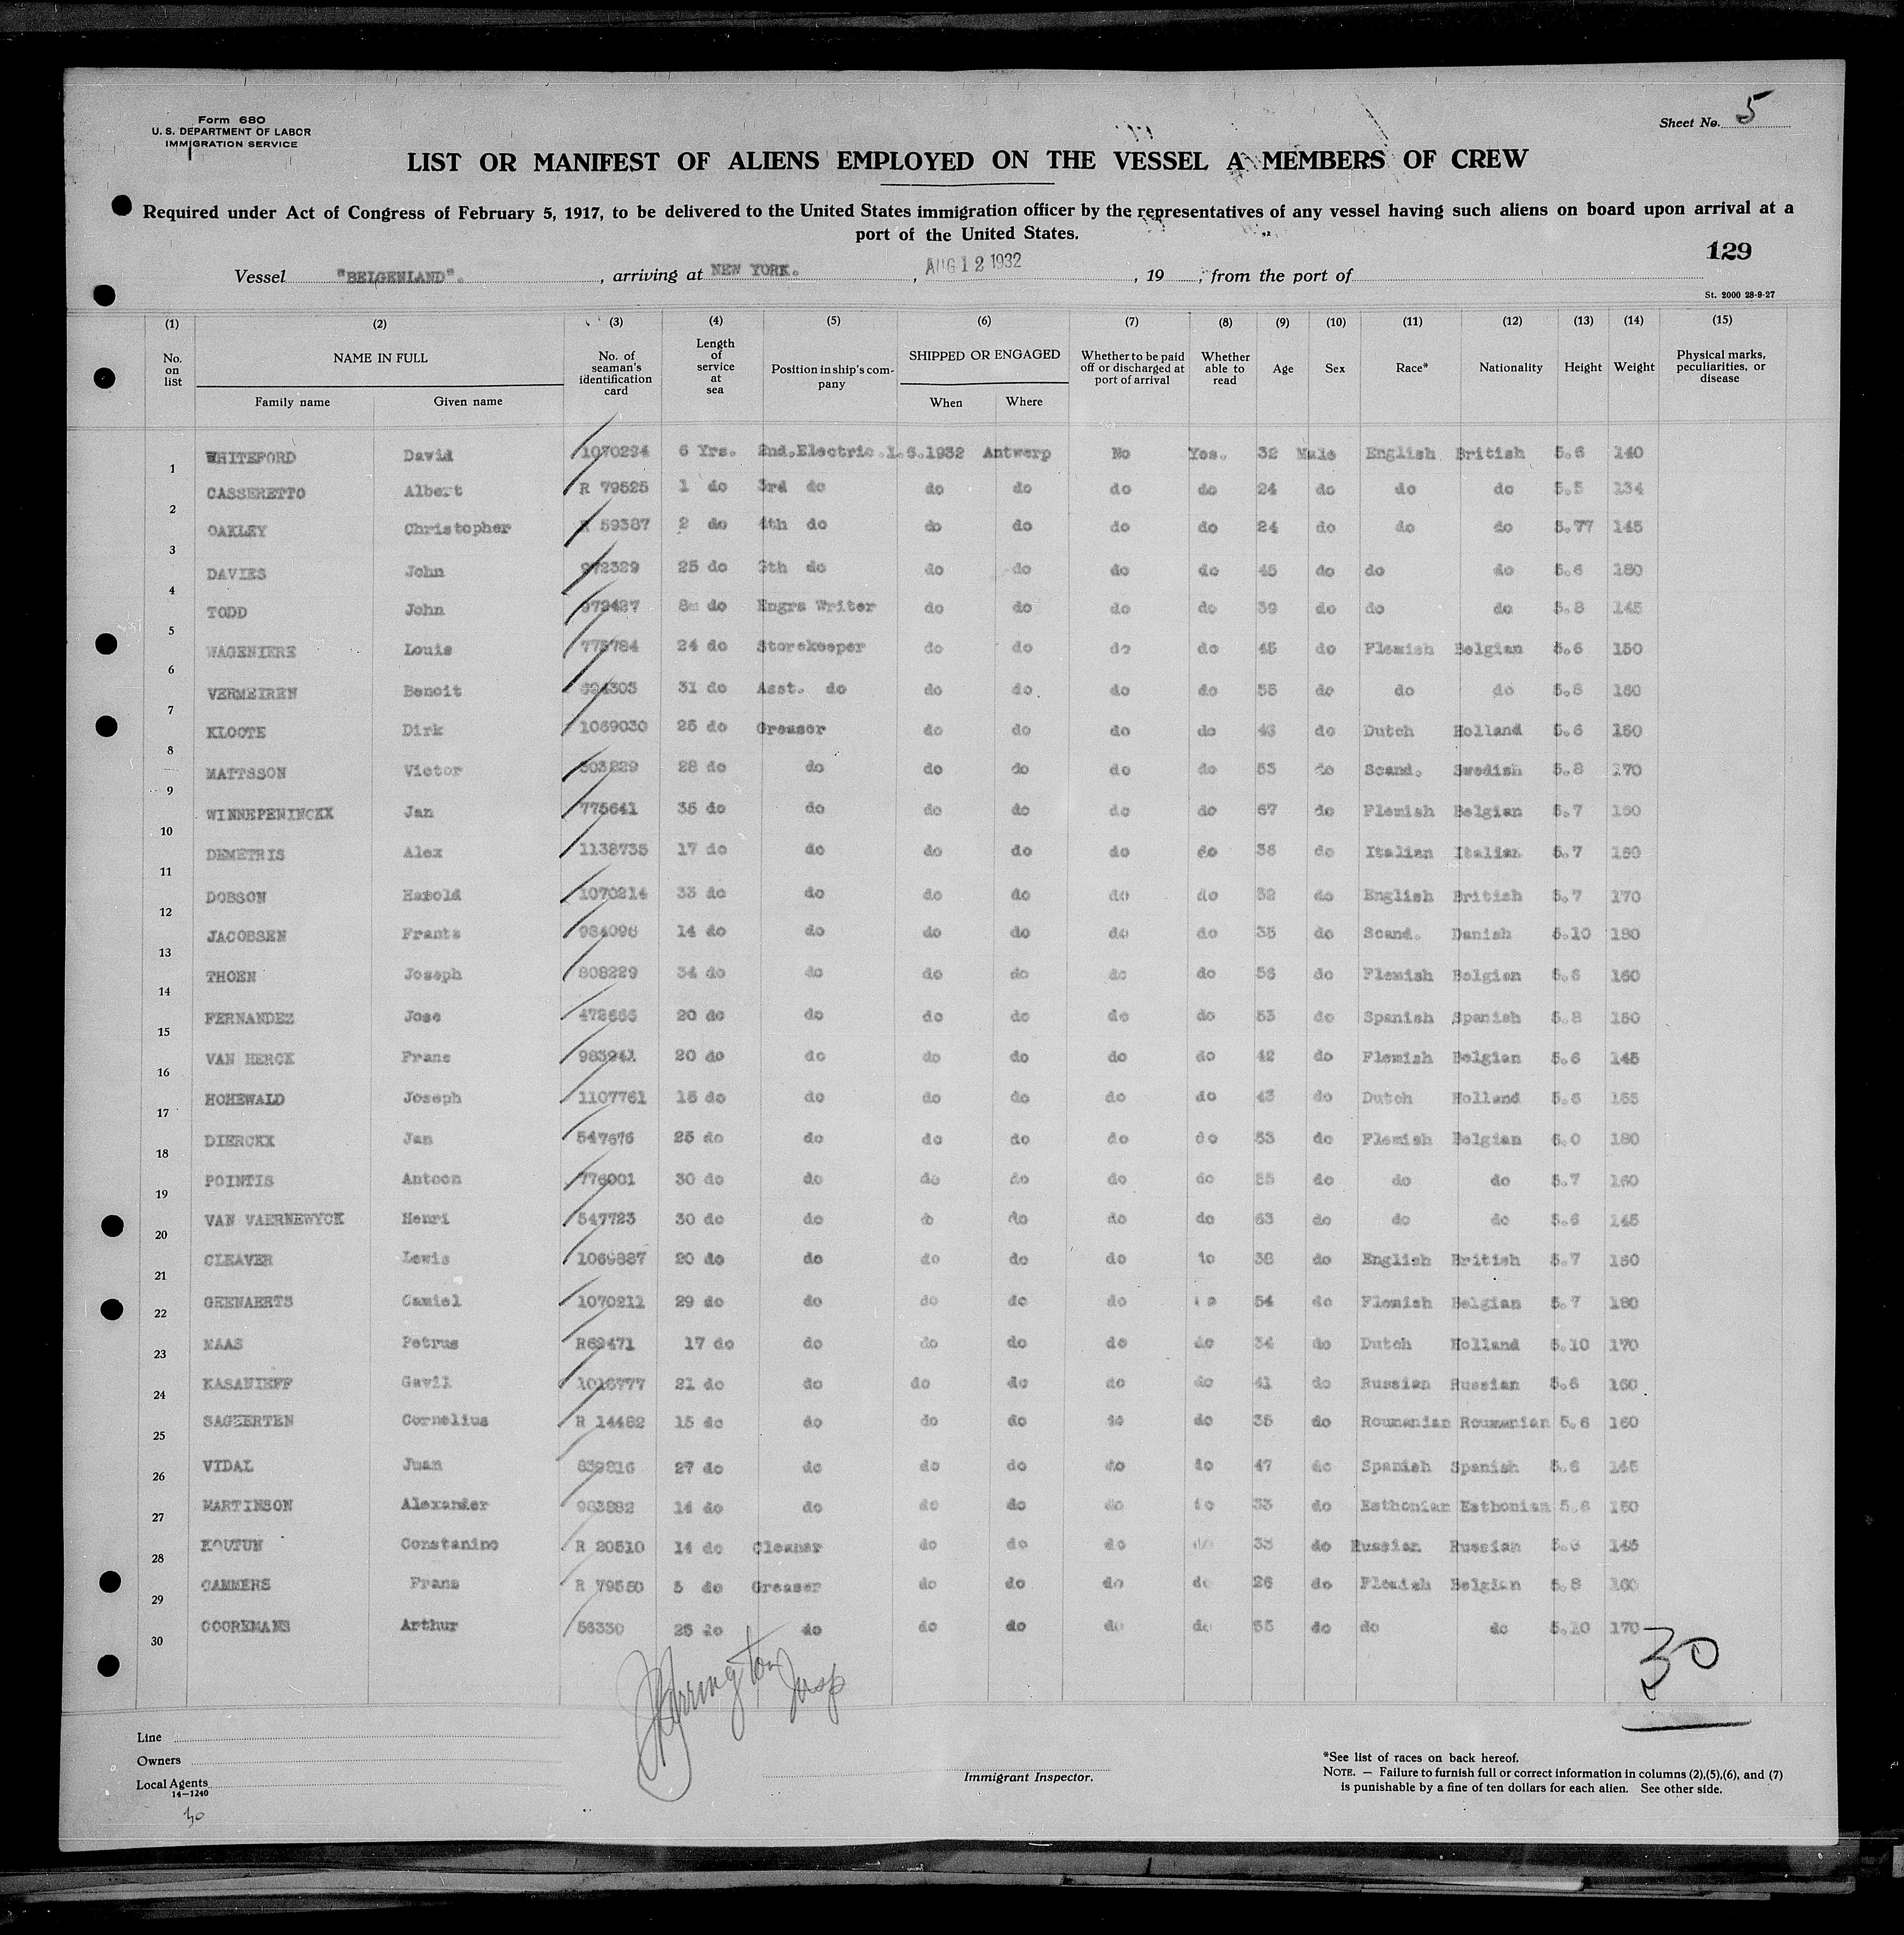 Form 680
U. S. DEPARTMENT OF LABOR
IMMIGRATION SERVICE
Sheet No. 5
LIST OR MANIFEST OF ALIENS EMPLOYED ON THE VESSEL A MEMBERS OF CREW
Required under Act of Congress of February 5, 1917, to be delivered to the United States immigration officer by the representatives of any vessel having such aliens on board upon arrival at a
port of the United States.
129
Vessel "BELGENLAND". , arriving at NEW YORK. , AUG 12 1932 , 19 , from the port of
St. 2000 28-9-27
(1) (2) (3) (4) (5) (6) (7) (8) (9) (10) (11) (12) (13) (14) (15)
No. on list NAME IN FULL Family name Given name No. of seaman's identification card Length of service at sea Position in ship's company SHIPPED OR ENGAGED When Where Whether to be paid off or discharged at port of arrival Whether able to read Age Sex Race* Nationality Height Weight Physical marks, peculiarities, or disease
1 WHITEFORD David 1070294 6 Yrs. 2nd.Electric. 1.6.1932 Antwerp No Yes. 32 Male English British 5.6 140
2 CASSERETTO Albert R 79525 1 do 3rd do do do do do 24 do do do 5.5 134
3 OAKLEY Christopher R 59387 2 do 4th do do do do do 24 do do do 5.77 145
4 DAVIES John 972329 25 do do do do do do 45 do do do 5.6 180
5 TODD John 8m do Engrs Writer do do do do 39 do do do 5.8 145
6 WAGENIERE Louis 775784 24 do Storekeeper do do do do 45 do Flemish Belgian 5.6 150
7 VERMEIREN Benoit 31 do Asst. do do do do do 55 do do do 5.8
8 KLOOTE Dirk 1069030 25 do Greaser do do do do do Dutch Holland 5.6 150
9 MATTSSON Victor 28 do do do do do do 53 do Scand. Swedish 5.8 170
10 WINNEPENINCKX Jan 775641 35 do do do do do do 67 do Flemish Belgian 5.7
11 DEMETRIS Alex 1138735 17 do do do do do do do Italian Italian 5.7
12 DOBSON Harold 1070214 33 do do do do do do do English British 5.7 170
13 JACOBSEN Frantz 984096 14 do do do do do do 35 do Scand. Danish 5.10
14 THOEN Joseph 808229 34 do do do do do do 56 do Flemish Belgian 5.6 160
15 FERNANDEZ Jose 20 do do do do do do 53 do Spanish Spanish 5.8
16 VAN HERCK Frans 983941 20 do do do do do do 42 do Flemish Belgian 5.6 145
17 HOHEWALD Joseph 1107761 15 do do do do do do 43 do Dutch Holland 5.6 165
18 DIERCKX Jan 547676 25 do do do do do do 53 do Flemish Belgian 6.0 180
19 POINTIS Antoon 776001 30 do do do do do do 55 do do do 5.7 160
20 VAN VAERNEWYCK Henri 547723 30 do do do do do do 53 do do do 5.6 145
21 CLEAVER Lewis 1069887 20 do do do do do do 38 do English British 5.7
22 GEENAERTS Camiel 1070211 29 do do do do do do 54 do Flemish Belgian 5.7 180
23 MAAS Petrus R69471 17 do do do do do do 34 do Dutch Holland 5.10 170
24 KASANIEFF Gavil 1016777 21 do do do do do do 41 do Russian Russian 5.6 160
25 SAGEERTEN Cornelius R 14482 15 do do do do do do 35 do Roumanian Roumanian 5.6 160
26 VIDAL Juan 839816 27 do do do do do do 47 do Spanish Spanish 5.6 145
27 MARTINSON Alexander 983882 14 do do do do do do 33 do Esthonian Esthonian 5.6 150
28 KOUTUN Constanino R 20510 14 do Cleaner do do do do 33 do Russian Russian 145
29 CAMMERS Frans R 79550 5 do Greaser do do do do 26 do Flemish Belgian 5.8 160
30 COOREMANS Arthur 56330 25 do do do do do do 55 do do do 5.10 170
30
Line
Owners
Local Agents
14—1240
30
Immigrant Inspector.
*See list of races on back hereof.
NOTE. — Failure to furnish full or correct information in columns (2),(5),(6), and (7)
is punishable by a fine of ten dollars for each alien. See other side.